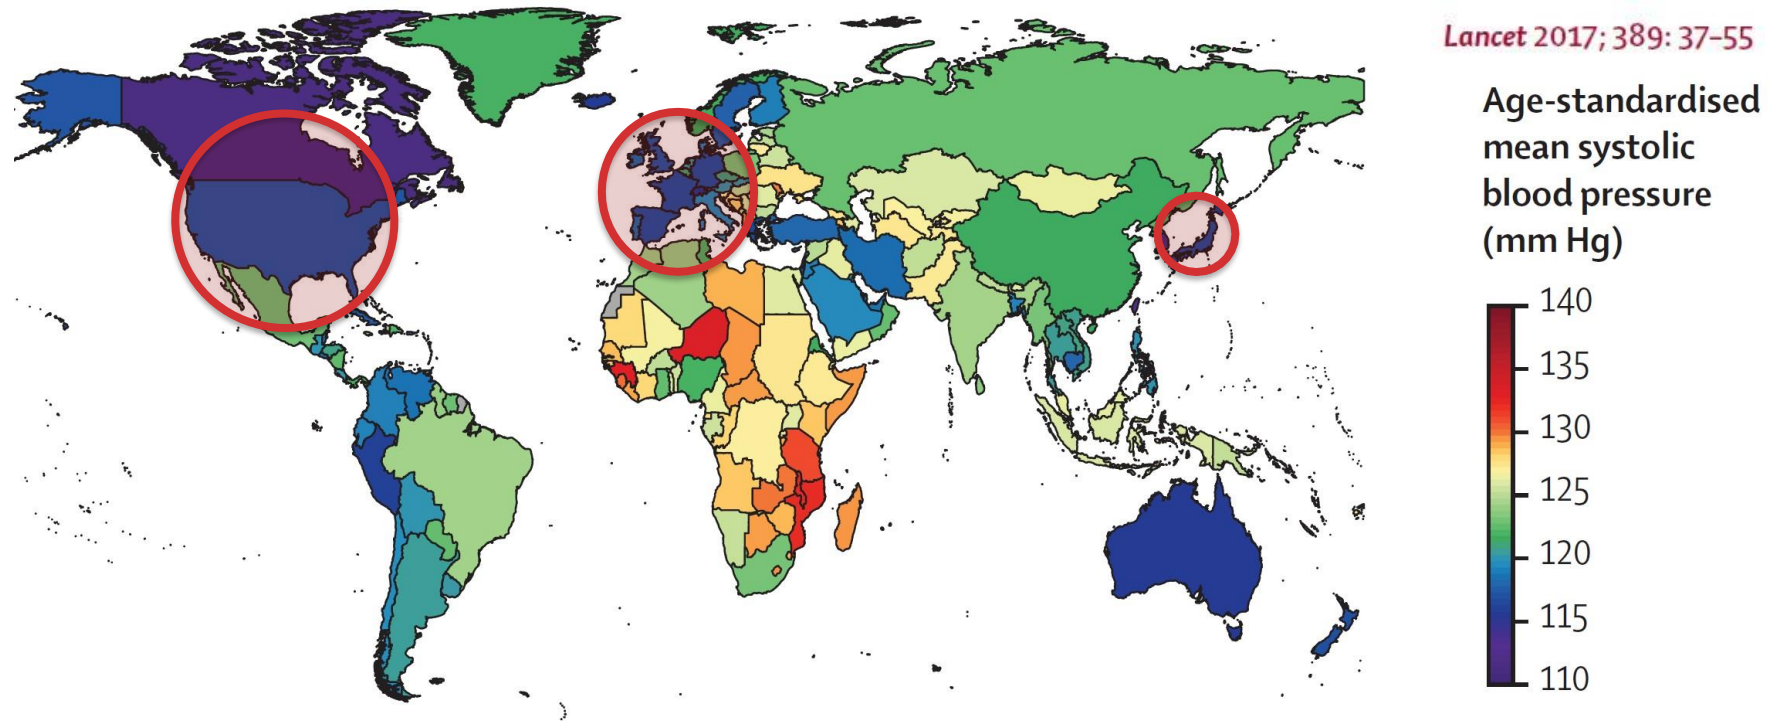 Lancet 2017; 389: 37–55
Age-standardised
mean systolic
blood pressure
(mm Hg)
140
135
130
125
120
115
110